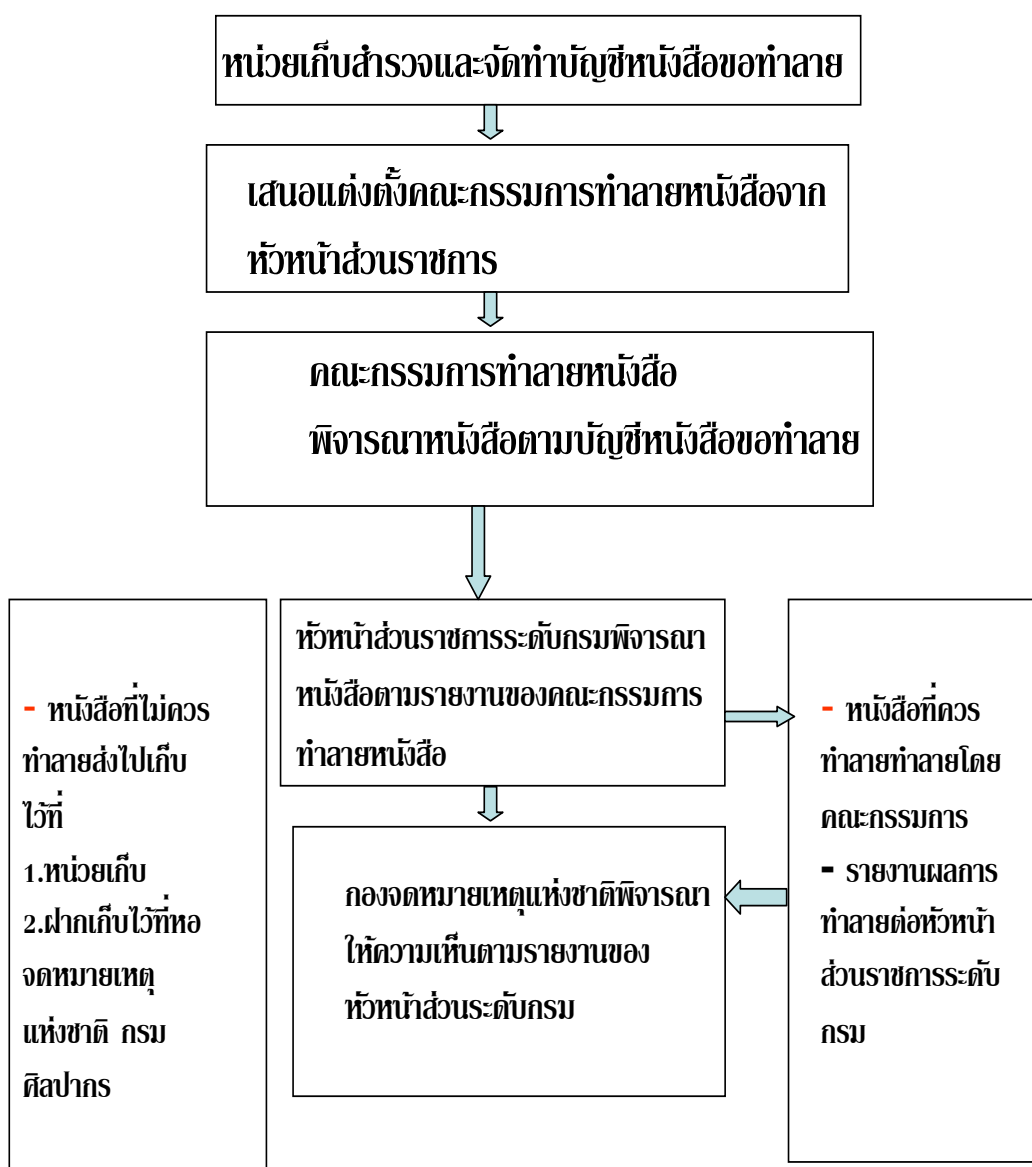 หน่วยเก็บสำรวจและจัดทำบัญชีหนังสือขอทำลาย
เสนอแต่งตั้งคณะกรรมการทำลายหนังสือจาก
หัวหน้าส่วนราชการ
คณะกรรมการทำลายหนังสือ
พิจารณาหนังสือตามบัญชีหนังสือขอทำลาย
- หนังสือที่ไม่ควร
ทำลายส่งไปเก็บ
ไว้ที่
1.หน่วยเก็บ
2.ฝากเก็บไว้ที่หอ
จดหมายเหตุ
แห่งชาติ กรม
ศิลปากร
หัวหน้าส่วนราชการระดับกรมพิจารณา
หนังสือตามรายงานของคณะกรรมการ
ทำลายหนังสือ
กองจดหมายเหตุแห่งชาติพิจารณา
ให้ความเห็นตามรายงานของ
หัวหน้าส่วนระดับกรม
- หนังสือที่ควร
ทำลายทำลายโดย
คณะกรรมการ
- รายงานผลการ
ทำลายต่อหัวหน้า
ส่วนราชการระดับ
กรม